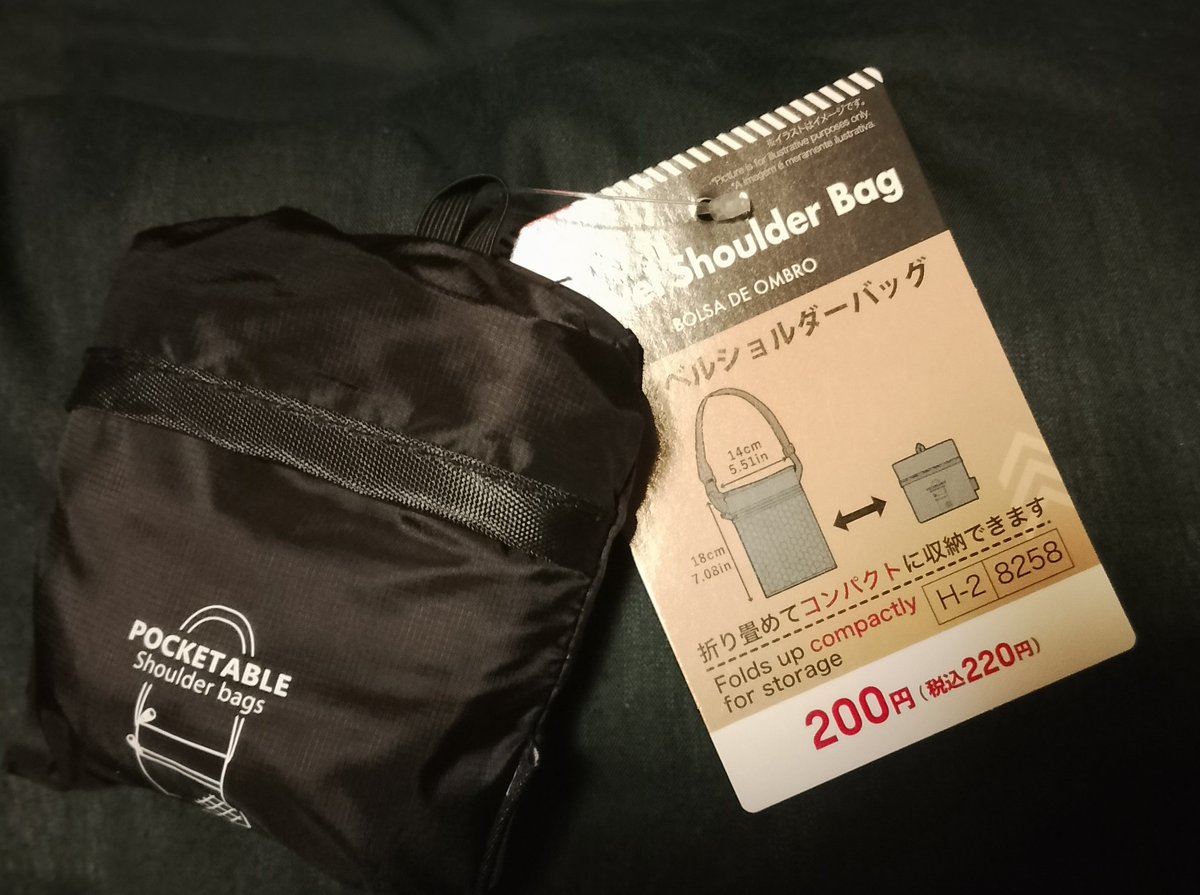 POCKETABLE
Shoulder bags
※イラストはイメージです。
*Picture is for illustrative purposes only.
*A imagem é meramente ilustrativa.
Shoulder Bag
BOLSA DE OMBRO
ベルショルダーバッグ
14cm
5.51in
18cm
7.08in
折り畳めてコンパクトに収納できます
Folds up compactly
for storage
H-2 8258
200円(税込220円)